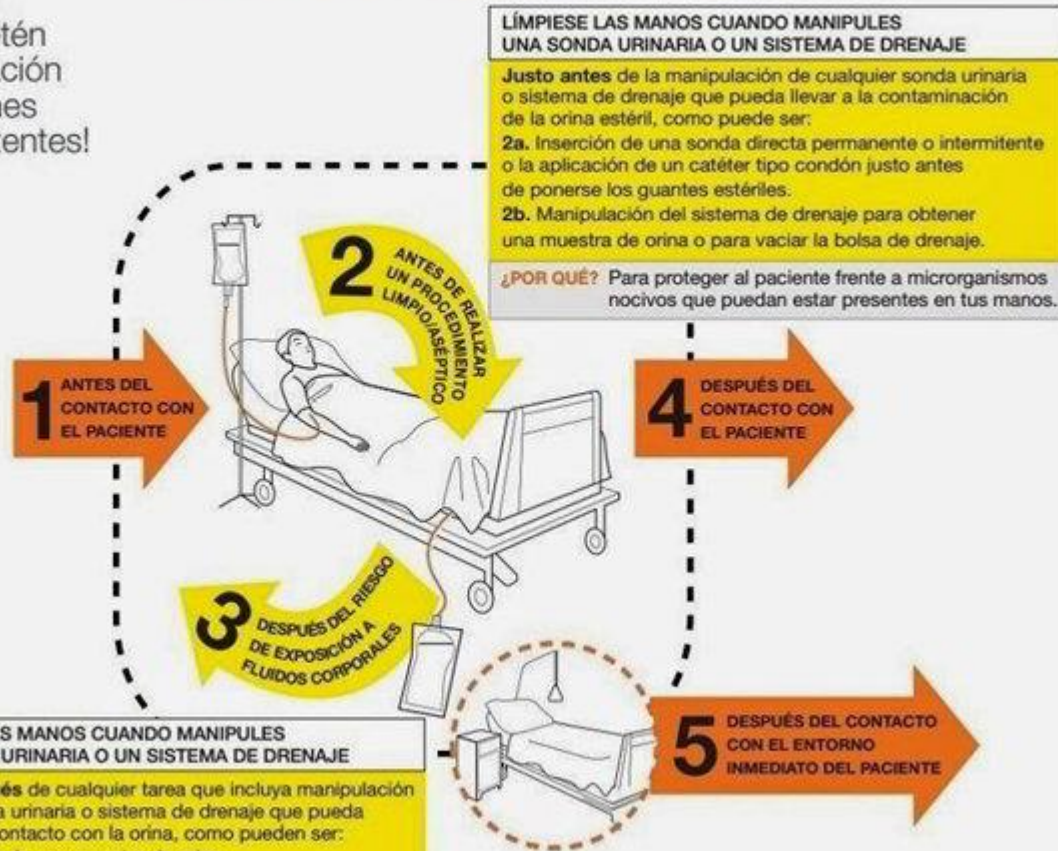 tén
ción
nes
tentes!
LÍMPIESE LAS MANOS CUANDO MANIPULES
UNA SONDA URINARIA O UN SISTEMA DE DRENAJE
Justo antes de la manipulación de cualquier sonda urinaria
o sistema de drenaje que pueda llevar a la contaminación
de la orina estéril, como puede ser:
2a. Inserción de una sonda directa permanente o intermitente
o la aplicación de un catéter tipo condón justo antes
de ponerse los guantes estériles.
2b. Manipulación del sistema de drenaje para obtener
una muestra de orina o para vaciar la bolsa de drenaje.
¿POR QUÉ? Para proteger al paciente frente a microrganismos
nocivos que puedan estar presentes en tus manos.
1 ANTES DEL
CONTACTO CON
EL PACIENTE
2 ANTES DE REALIZAR
UN PROCEDIMIENTO
LIMPIO/ASÉPTICO
4 DESPUÉS DEL
CONTACTO CON
EL PACIENTE
3 DESPUÉS DEL RIESGO
DE EXPOSICIÓN A
FLUIDOS CORPORALES
5 DESPUÉS DEL CONTACTO
CON EL ENTORNO
INMEDIATO DEL PACIENTE
S MANOS CUANDO MANIPULES
URINARIA O UN SISTEMA DE DRENAJE
és de cualquier tarea que incluya manipulación
a urinaria o sistema de drenaje que pueda
ontacto con la orina, como pueden ser: